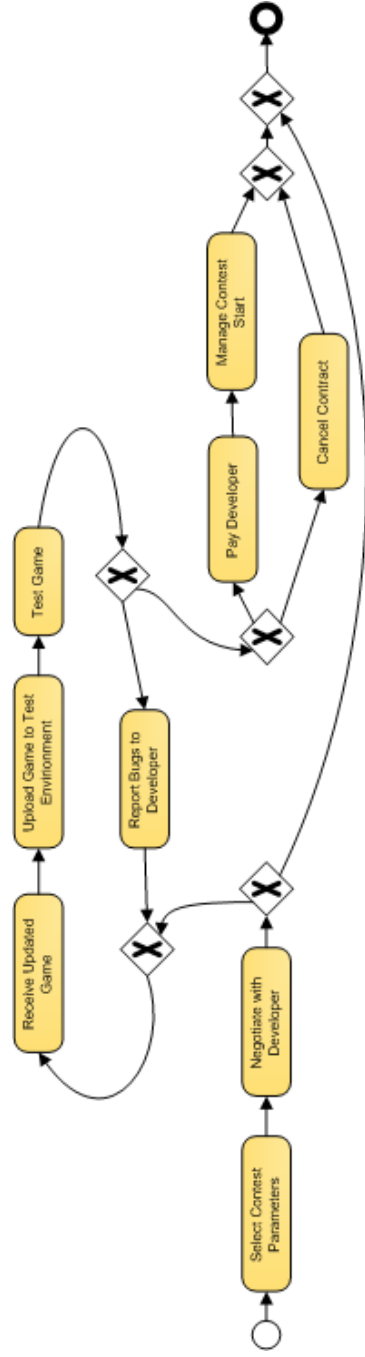 Select Contest
Parameters
Negotiate with
Developer
Receive Updated
Game
Upload Game to Test
Environment
Test Game
Report Bugs to
Developer
Pay Developer
Manage Contest
Start
Cancel Contract